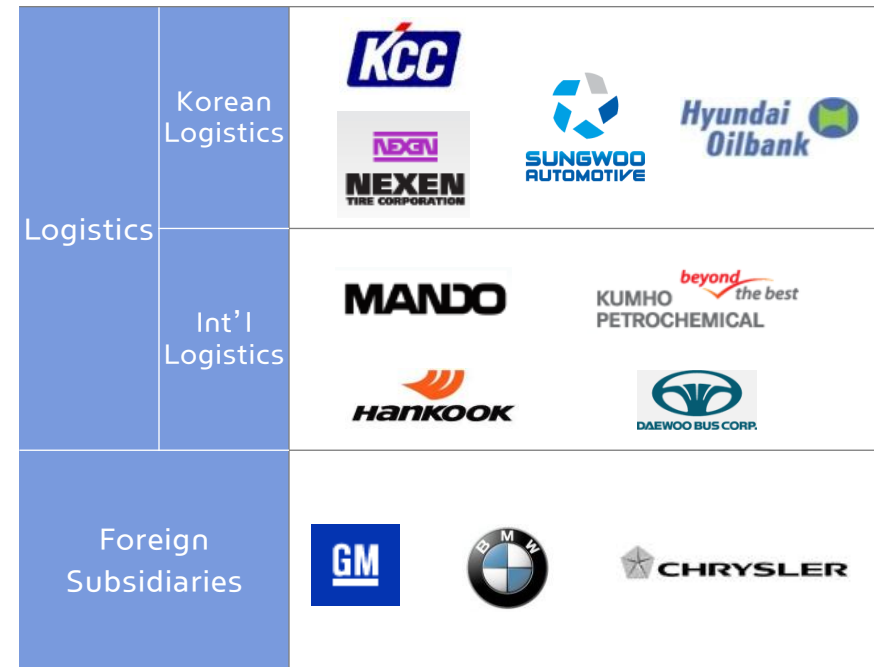 Logistics
Korean
Logistics
KCC
NEXEN
NEXEN
TIRE CORPORATION
SUNGWOO
AUTOMOTIVE
Hyundai
Oilbank
Int'l
Logistics
MANDO
beyond
the best
KUMHO
PETROCHEMICAL
HANKOOK
DAEWOO BUS CORP.
Foreign
Subsidiaries
GM
BMW
CHRYSLER